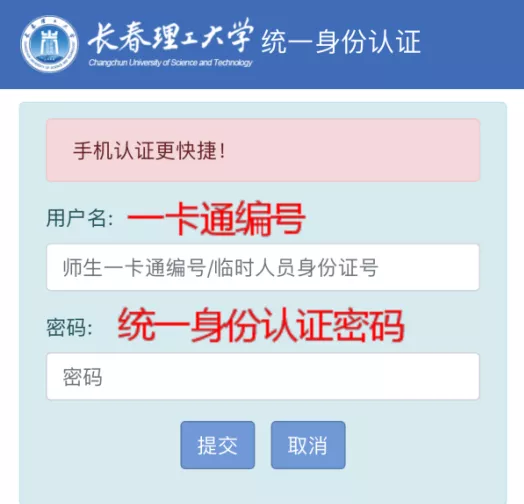 长春理工大学 统一身份认证
Changchun University of Science and Technology
手机认证更快捷！
用户名: 一卡通编号
师生一卡通编号/临时人员身份证号
密码: 统一身份认证密码
密码
提交 取消